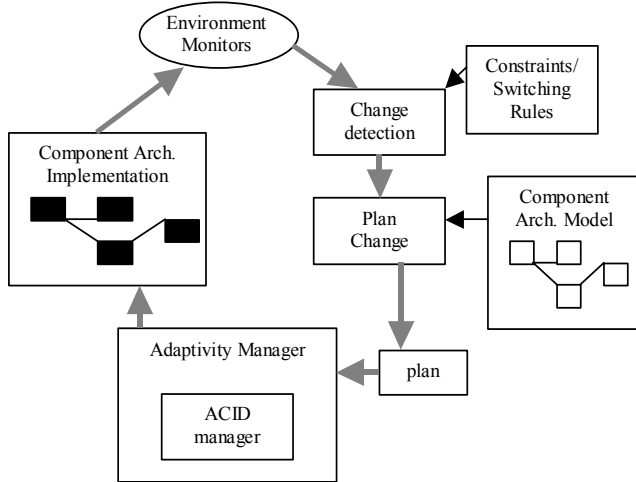 Environment
Monitors
Constraints/
Switching
Rules
Change
detection
Component Arch.
Implementation
Plan
Change
Component
Arch. Model
Adaptivity Manager
plan
ACID
manager